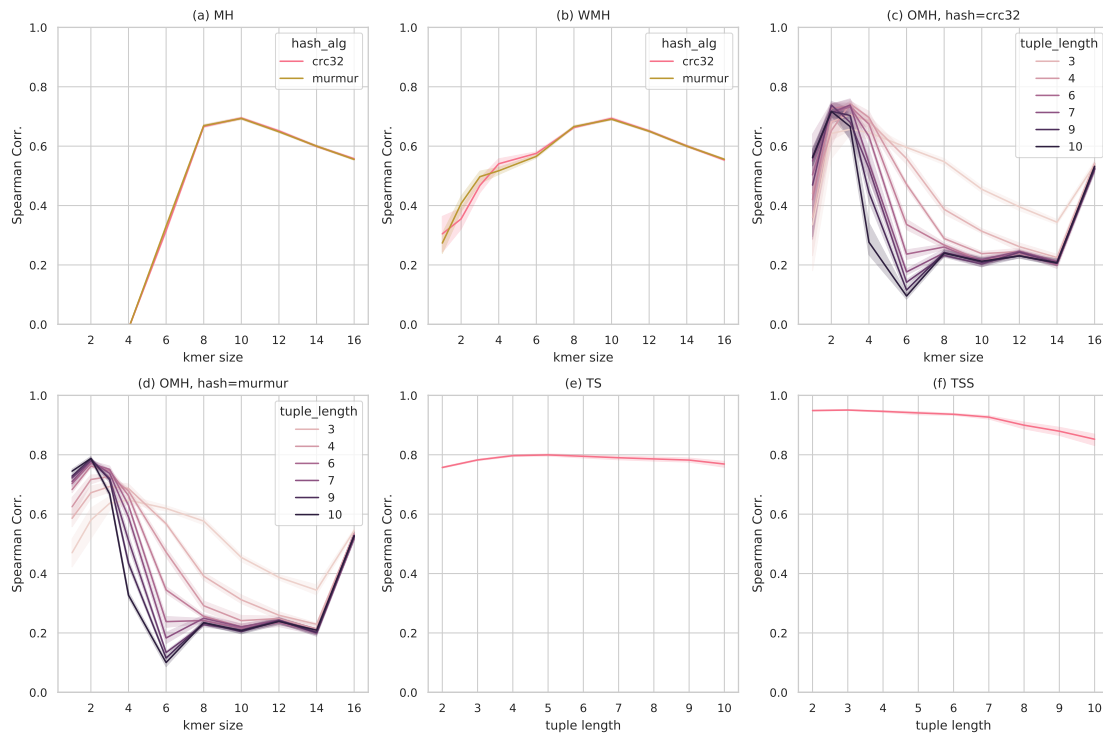 (a) MH
1.0
0.8
0.6
0.4
0.2
0.0
Spearman Corr.
2 4 6 8 10 12 14 16
kmer size
hash_alg
crc32
murmur
(b) WMH
1.0
0.8
0.6
0.4
0.2
0.0
Spearman Corr.
2 4 6 8 10 12 14 16
kmer size
hash_alg
crc32
murmur
(c) OMH, hash=crc32
1.0
0.8
0.6
0.4
0.2
0.0
Spearman Corr.
2 4 6 8 10 12 14 16
kmer size
tuple_length
3
4
6
7
9
10
(d) OMH, hash=murmur
1.0
0.8
0.6
0.4
0.2
0.0
Spearman Corr.
2 4 6 8 10 12 14 16
kmer size
tuple_length
3
4
6
7
9
10
(e) TS
1.0
0.8
0.6
0.4
0.2
0.0
Spearman Corr.
2 3 4 5 6 7 8 9 10
tuple length
(f) TSS
1.0
0.8
0.6
0.4
0.2
0.0
Spearman Corr.
2 3 4 5 6 7 8 9 10
tuple length